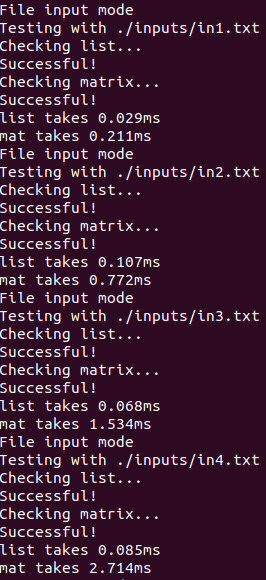 File input mode
Testing with ./inputs/in1.txt
Checking list...
Successful!
Checking matrix...
Successful!
list takes 0.029ms
mat takes 0.211ms
File input mode
Testing with ./inputs/in2.txt
Checking list...
Successful!
Checking matrix...
Successful!
list takes 0.107ms
mat takes 0.772ms
File input mode
Testing with ./inputs/in3.txt
Checking list...
Successful!
Checking matrix...
Successful!
list takes 0.068ms
mat takes 1.534ms
File input mode
Testing with ./inputs/in4.txt
Checking list...
Successful!
Checking matrix...
Successful!
list takes 0.085ms
mat takes 2.714ms